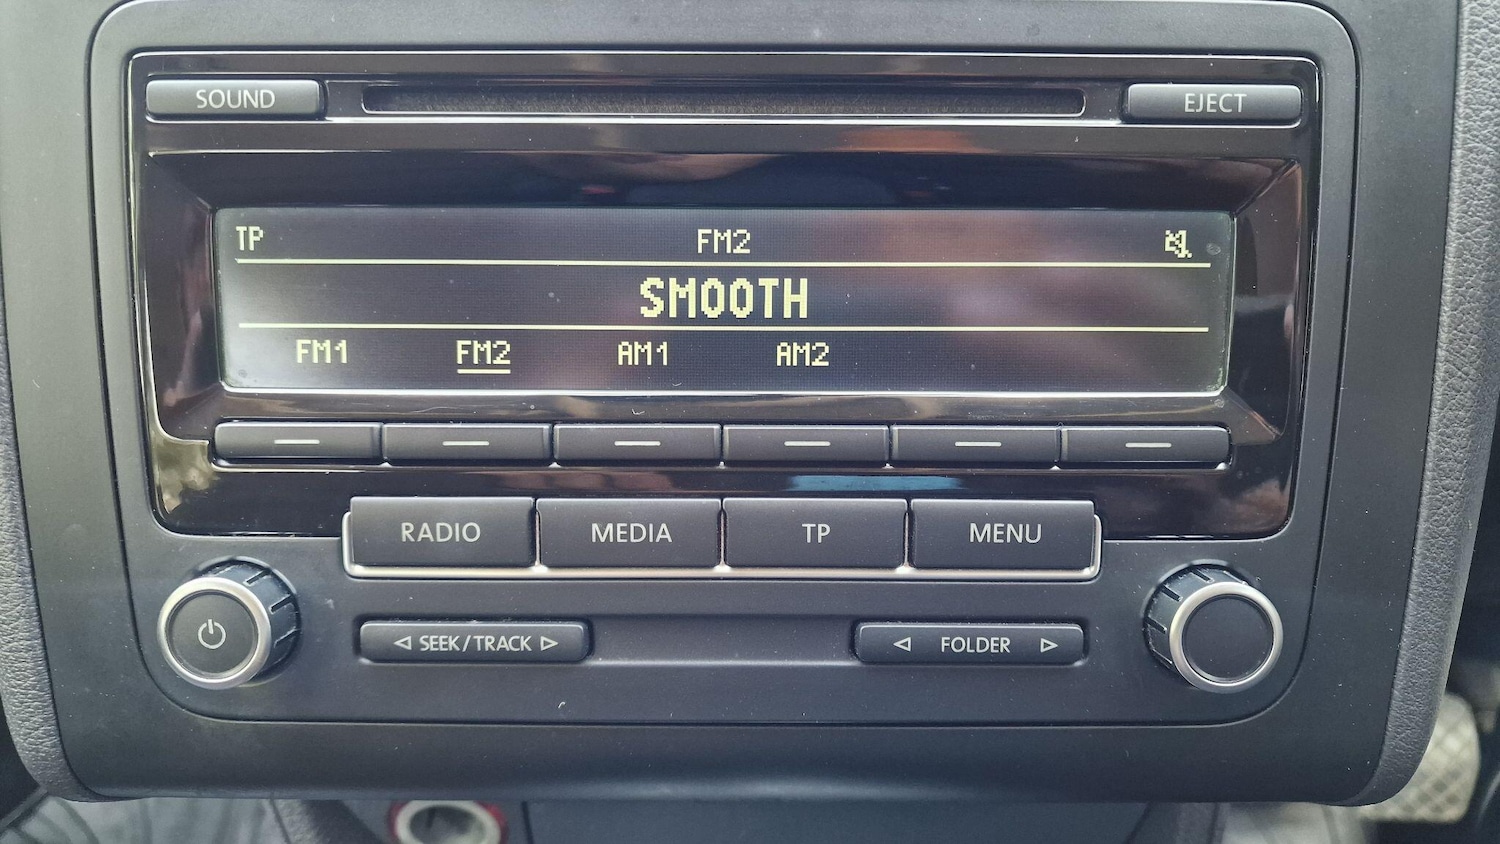 SOUND EJECT
TP FM2
SMOOTH
FM1 FM2 AM1 AM2
RADIO MEDIA TP MENU
SEEK/TRACK FOLDER